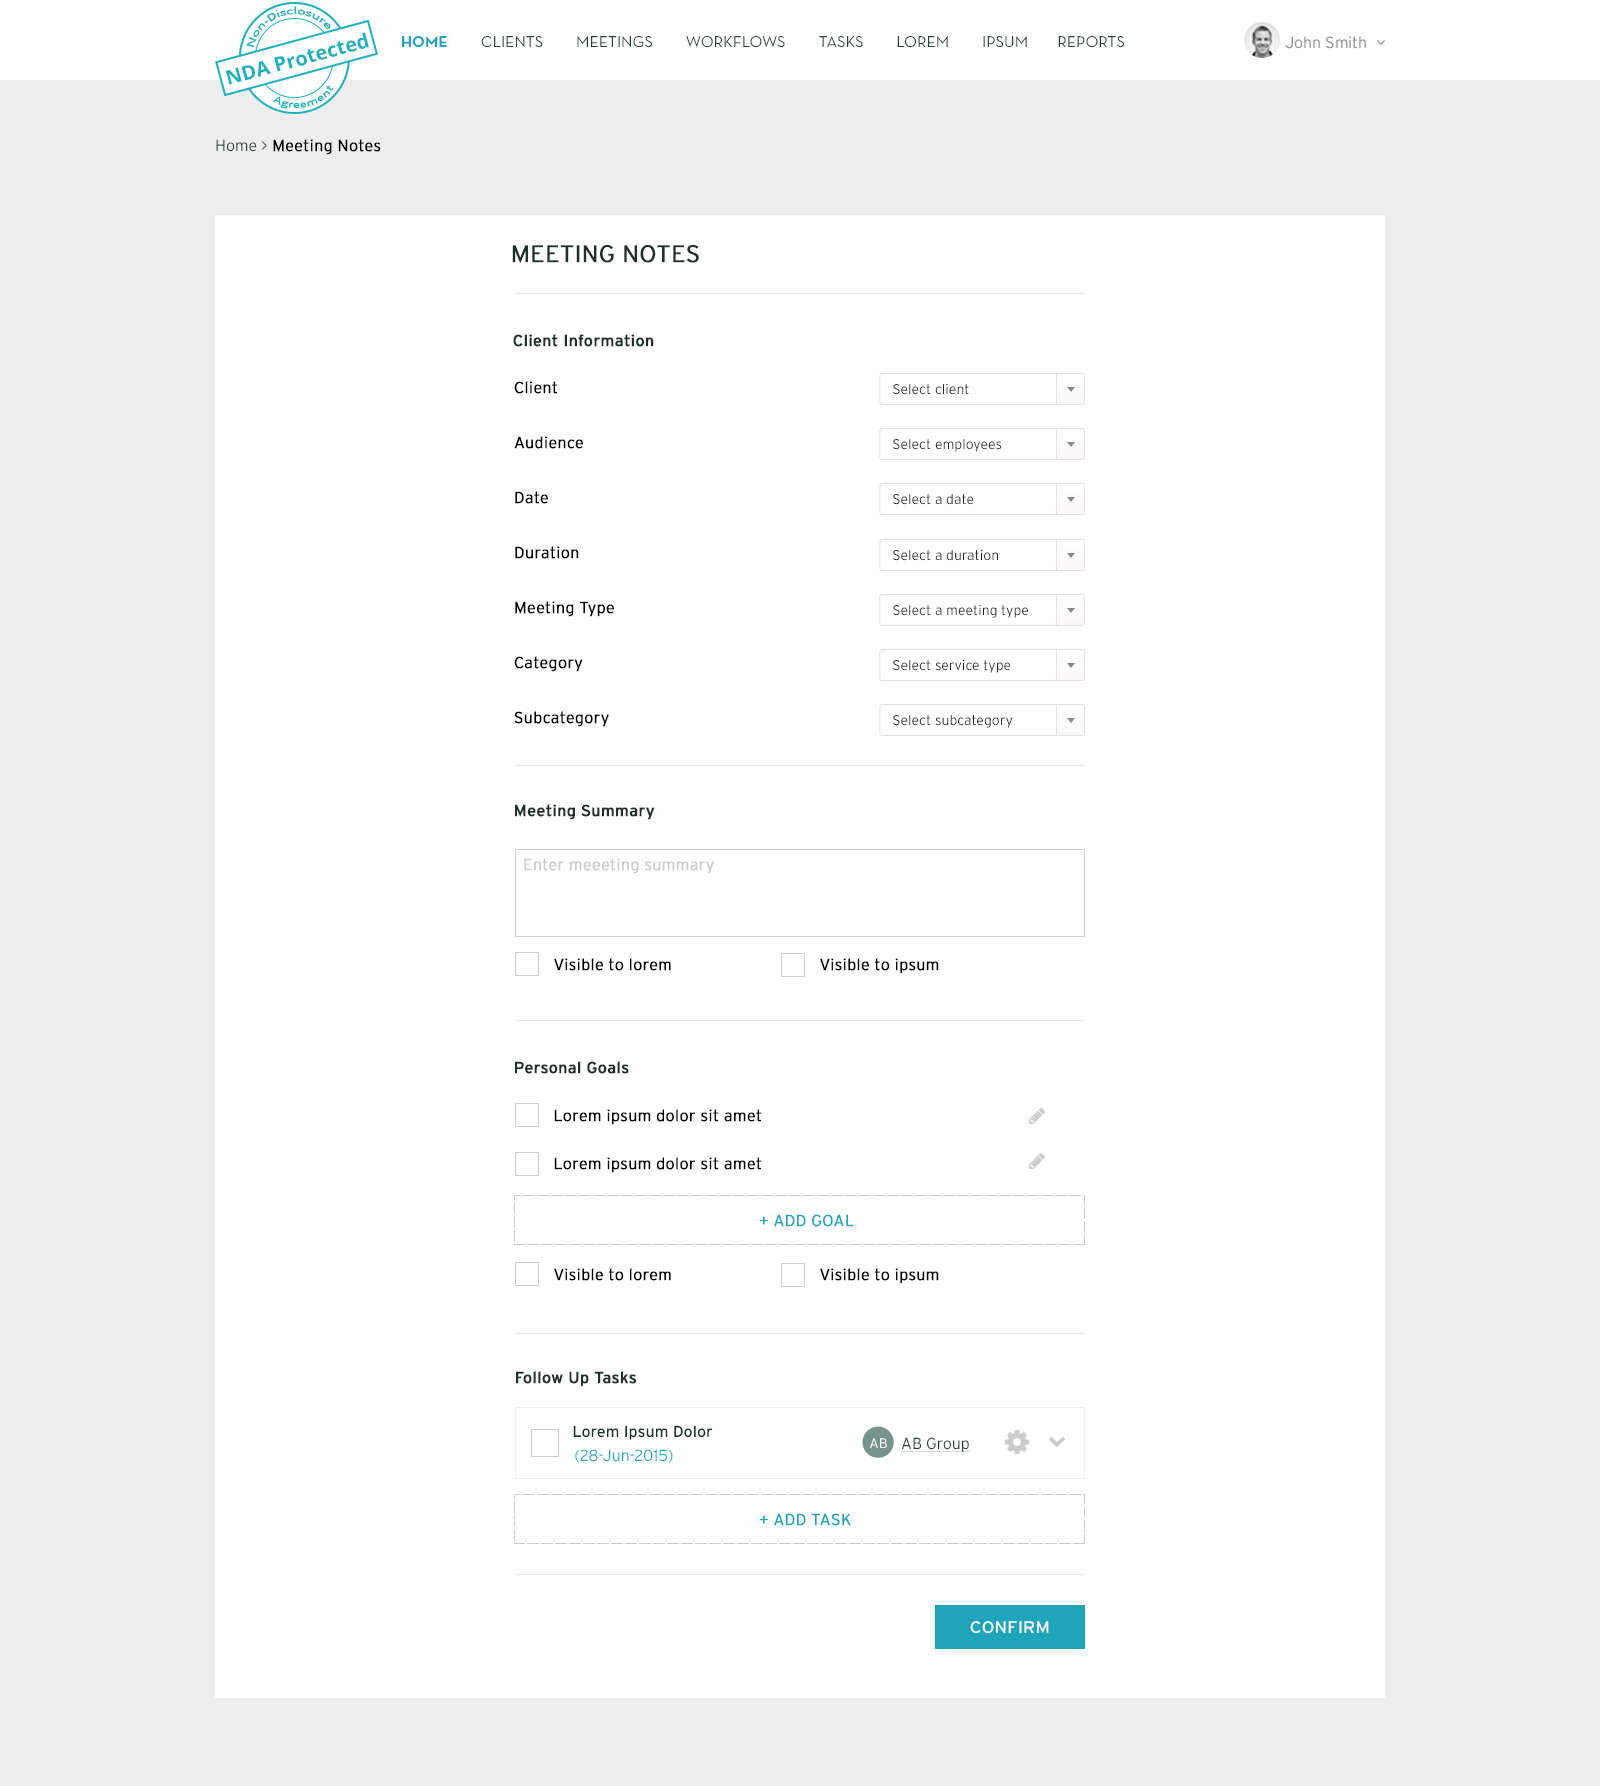 Non-Disclosure
NDA Protected
Agreement
HOME CLIENTS MEETINGS WORKFLOWS TASKS LOREM IPSUM REPORTS John Smith
Home > Meeting Notes
MEETING NOTES
Client Information
Client Select client
Audience Select employees
Date Select a date
Duration Select a duration
Meeting Type Select a meeting type
Category Select service type
Subcategory Select subcategory
Meeting Summary
Enter meeeting summary
Visible to lorem Visible to ipsum
Personal Goals
Lorem ipsum dolor sit amet
Lorem ipsum dolor sit amet
+ ADD GOAL
Visible to lorem Visible to ipsum
Follow Up Tasks
Lorem Ipsum Dolor
(28-Jun-2015)
AB AB Group
+ ADD TASK
CONFIRM